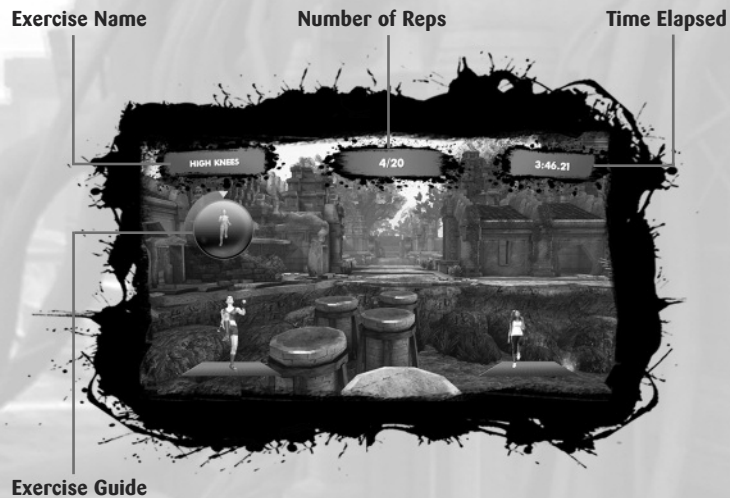 Exercise Name
Number of Reps
Time Elapsed
HIGH KNEES
4/20
3:46.21
Exercise Guide